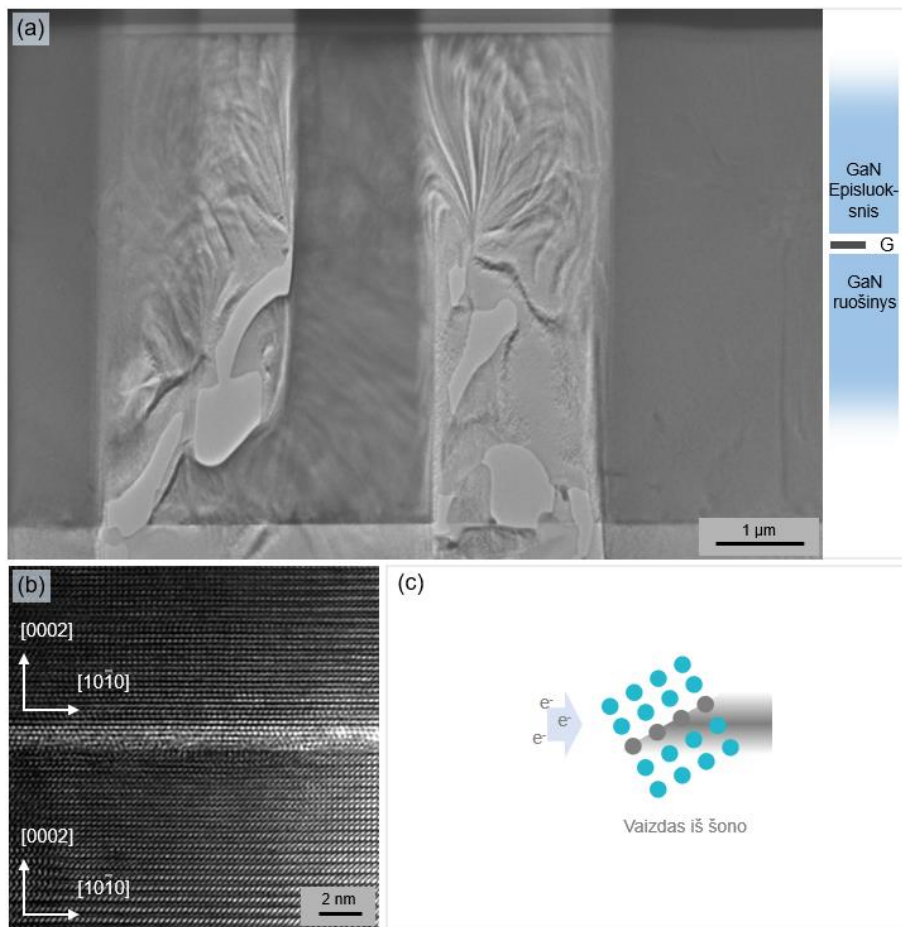 (a)
GaN
Episluok-
snis
G
GaN
ruošinys
1 µm
(b)
[0002]
[101̅0]
[0002]
[101̅0]
2 nm
(c)
e-
e-
e-
Vaizdas iš šono